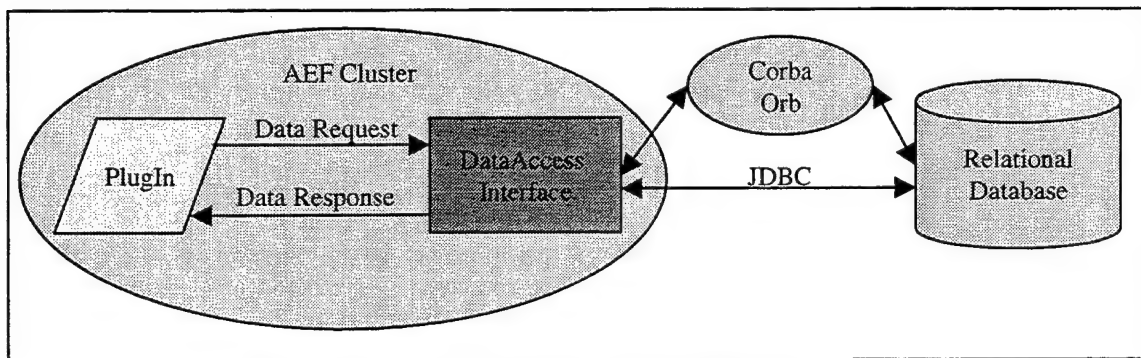 AEF Cluster
Corba
Orb
Data Request
PlugIn
DataAccess
Interface
Data Response
JDBC
Relational
Database